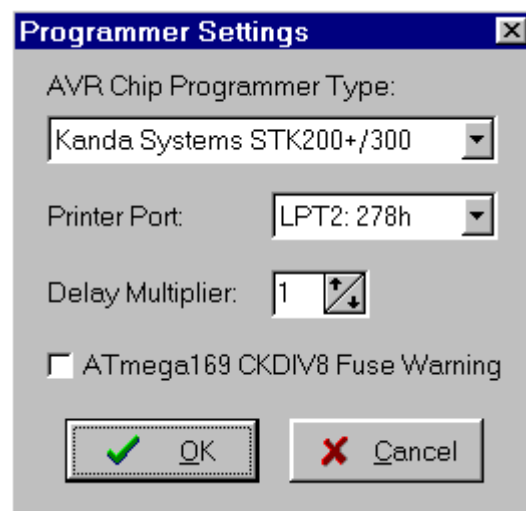 Programmer Settings
AVR Chip Programmer Type:
Kanda Systems STK200+/300
Printer Port: LPT2: 278h
Delay Multiplier: 1
ATmega169 CKDIV8 Fuse Warning
OK Cancel